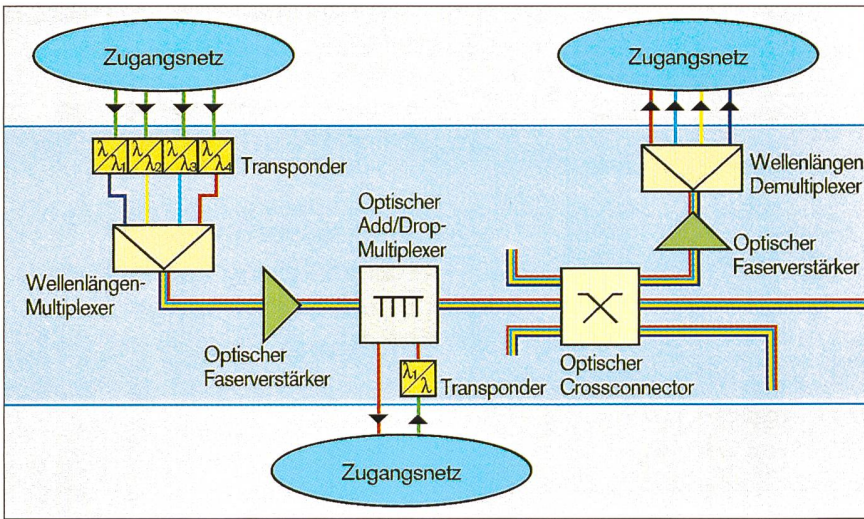 Zugangsnetz
Zugangsnetz
λ/λ1 λ/λ2 λ/λ3 λ/λ4
Transponder
Wellenlängen-
Multiplexer
Optischer
Faserverstärker
Optischer
Add/Drop-
Multiplexer
λ1/λ
Transponder
Wellenlängen
Demultiplexer
Optischer
Faserverstärker
Optischer
Crossconnector
Zugangsnetz